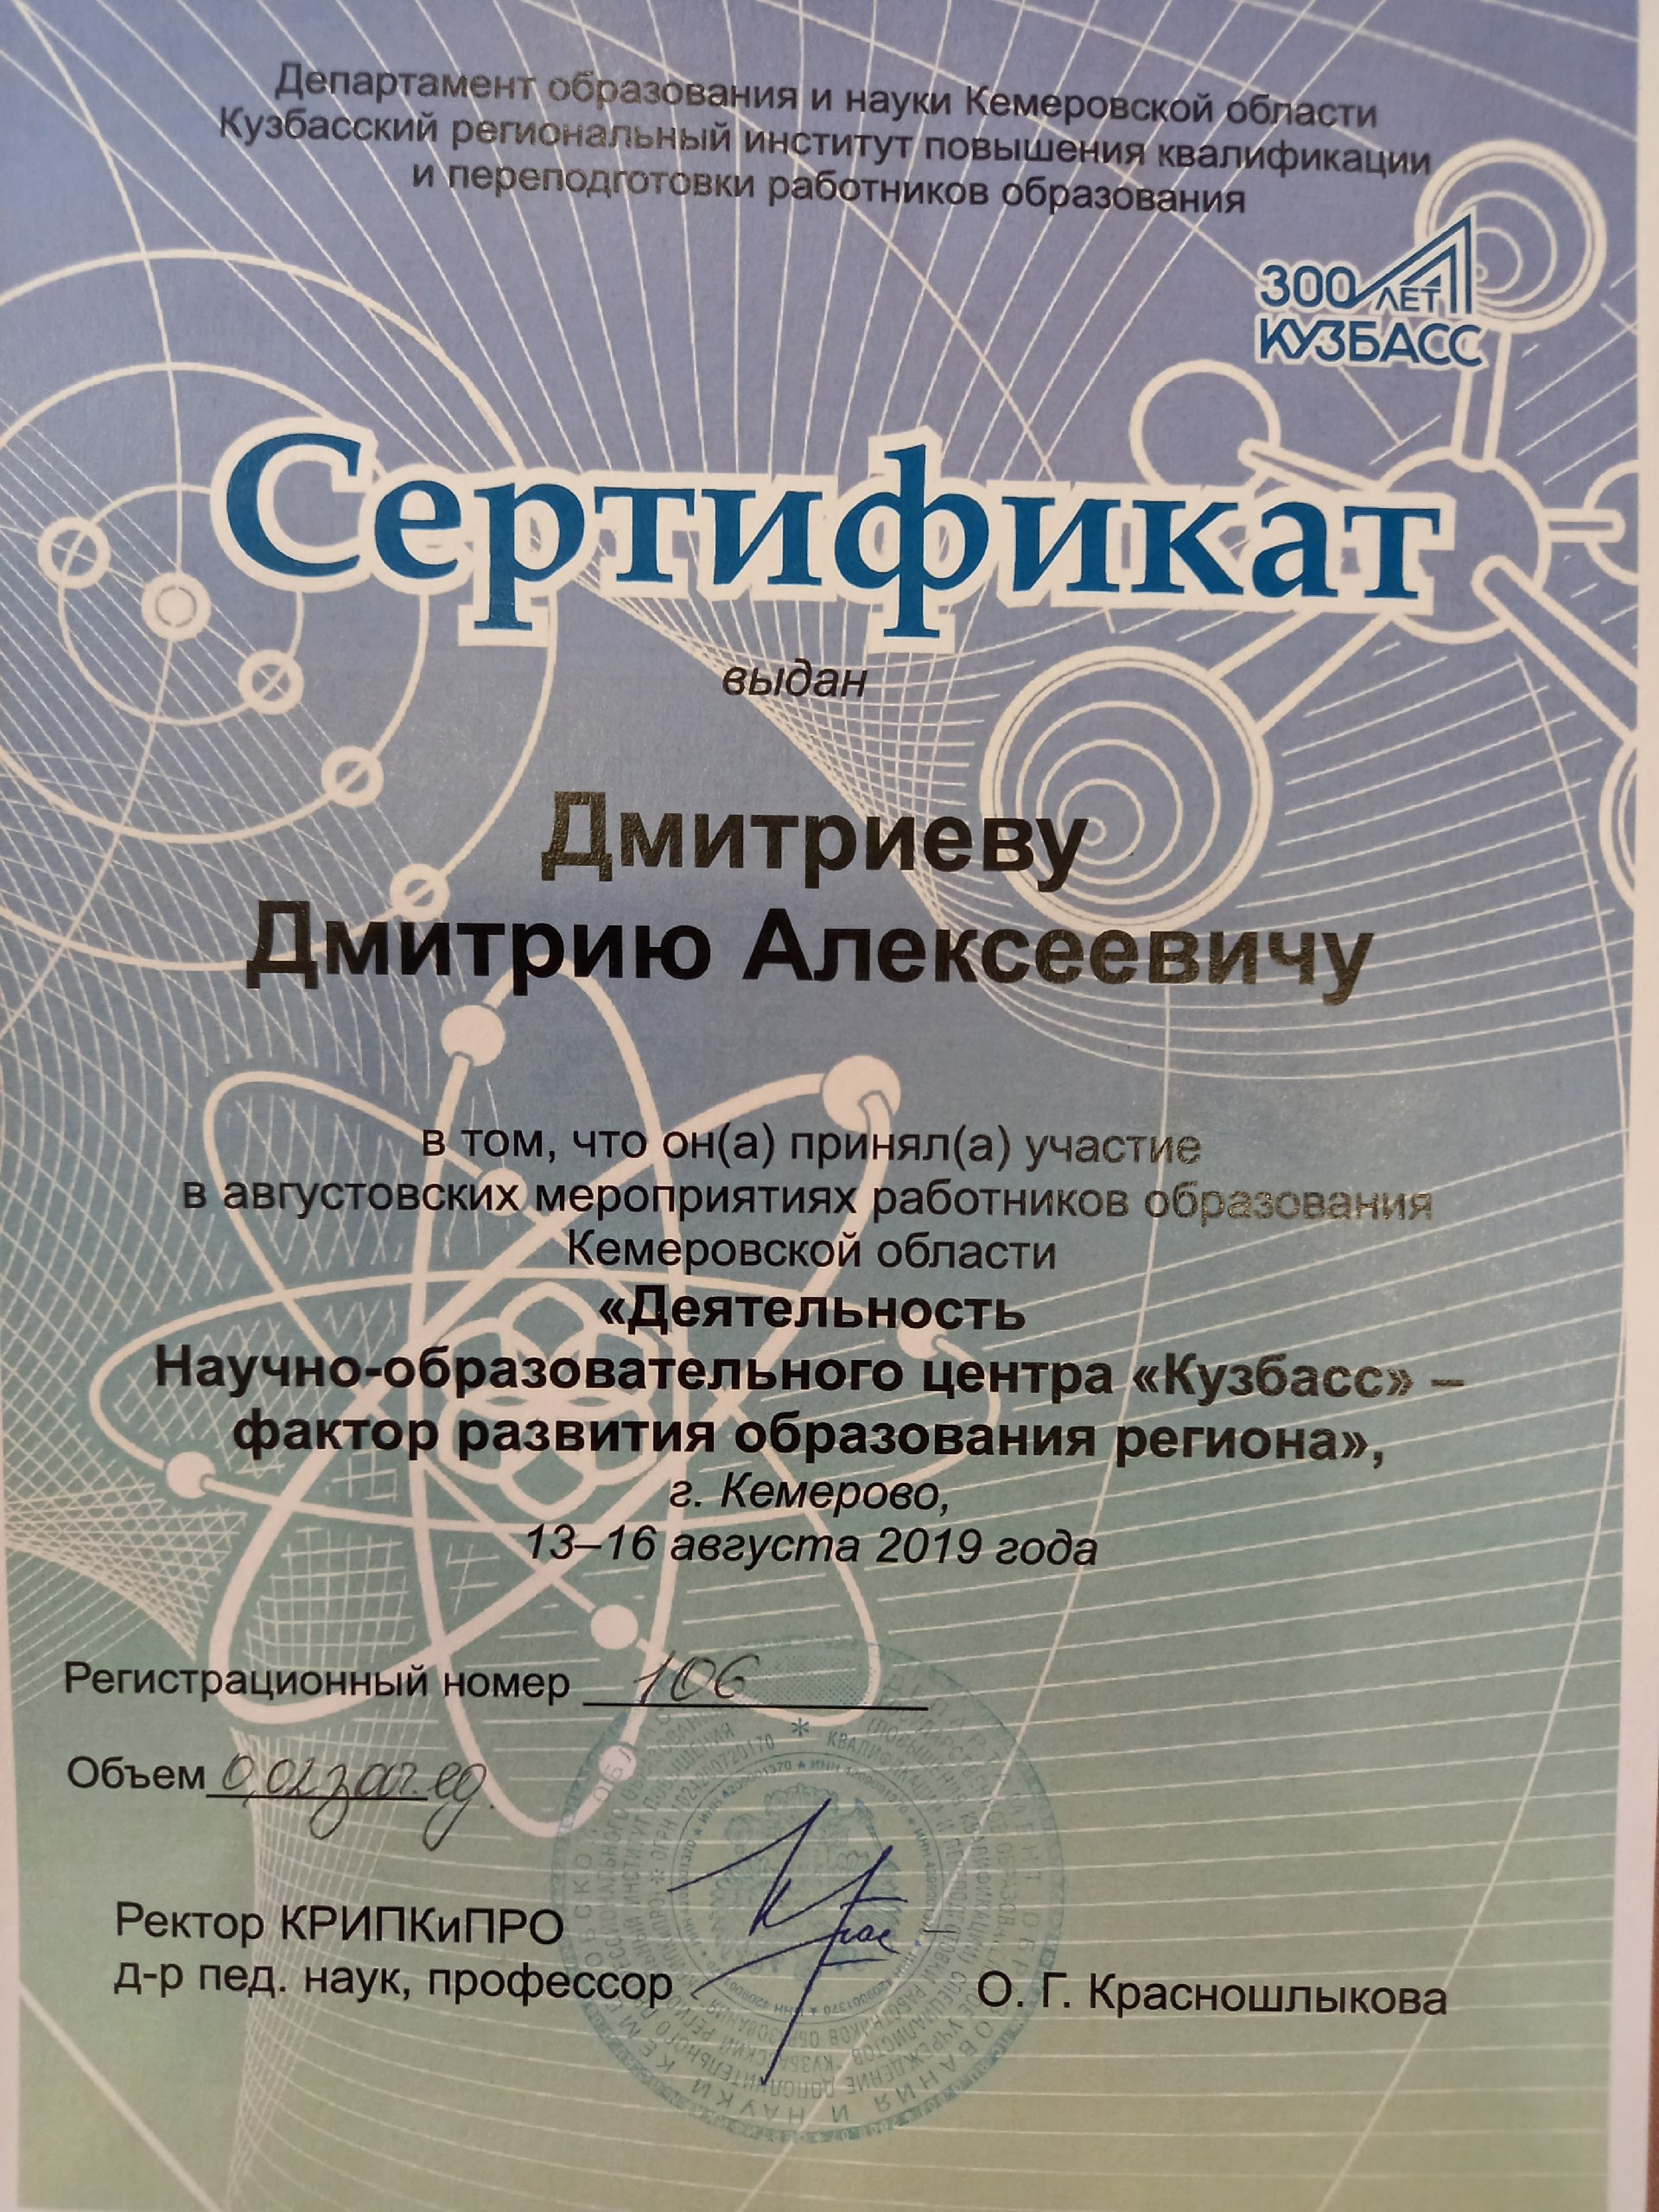 Департамент образования и науки Кемеровской области
Кузбасский региональный институт повышения квалификации
и переподготовки работников образования
300 ЛЕТ
КУЗБАСС
Сертификат
выдан
Дмитриеву
Дмитрию Алексеевичу
в том, что он(а) принял(а) участие
в августовских мероприятиях работников образования
Кемеровской области
«Деятельность
Научно-образовательного центра «Кузбасс» –
фактор развития образования региона»,
г. Кемерово,
13–16 августа 2019 года
Регистрационный номер 106
Объем 0,02 зач. ед.
Ректор КРИПКиПРО
д-р пед. наук, профессор
О. Г. Красношлыкова